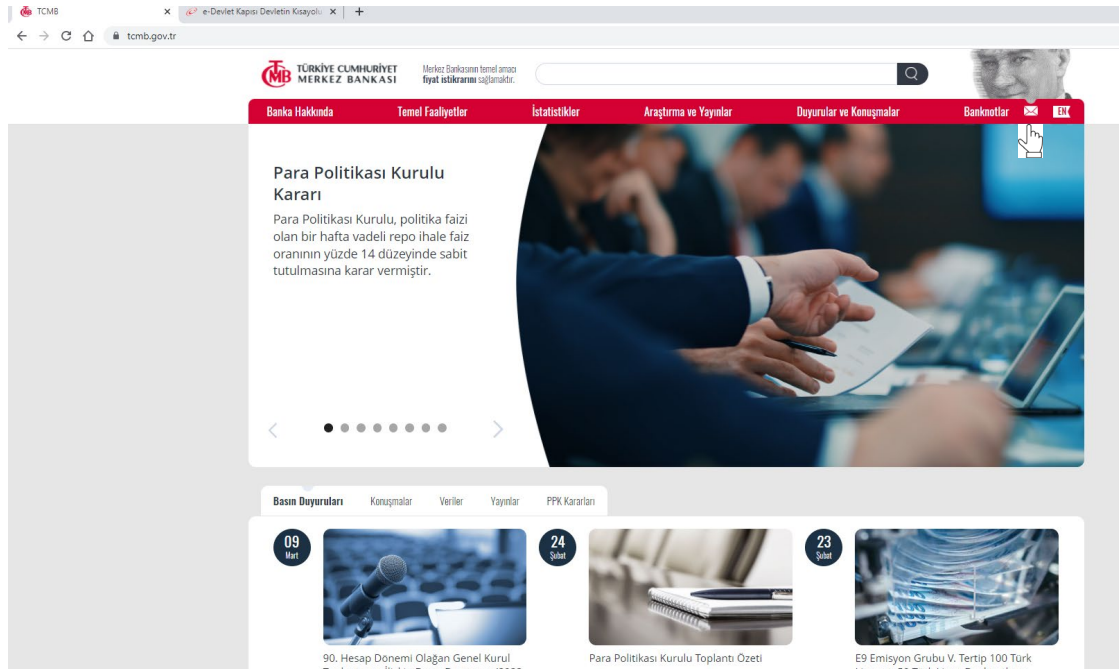 TCMB
e-Devlet Kapısı Devletin Kısayolu
tcmb.gov.tr
TÜRKİYE CUMHURİYET
MERKEZ BANKASI
Merkez Bankasının temel amacı
fiyat istikrarını sağlamaktır.
Banka Hakkında Temel Faaliyetler İstatistikler Araştırma ve Yayınlar Duyurular ve Konuşmalar Banknotlar EN
Para Politikası Kurulu
Kararı
Para Politikası Kurulu, politika faizi
olan bir hafta vadeli repo ihale faiz
oranının yüzde 14 düzeyinde sabit
tutulmasına karar vermiştir.
Basın Duyuruları Konuşmalar Veriler Yayınlar PPK Kararları
09
Mart
24
Şubat
23
Şubat
90. Hesap Dönemi Olağan Genel Kurul
Para Politikası Kurulu Toplantı Özeti
E9 Emisyon Grubu V. Tertip 100 Türk